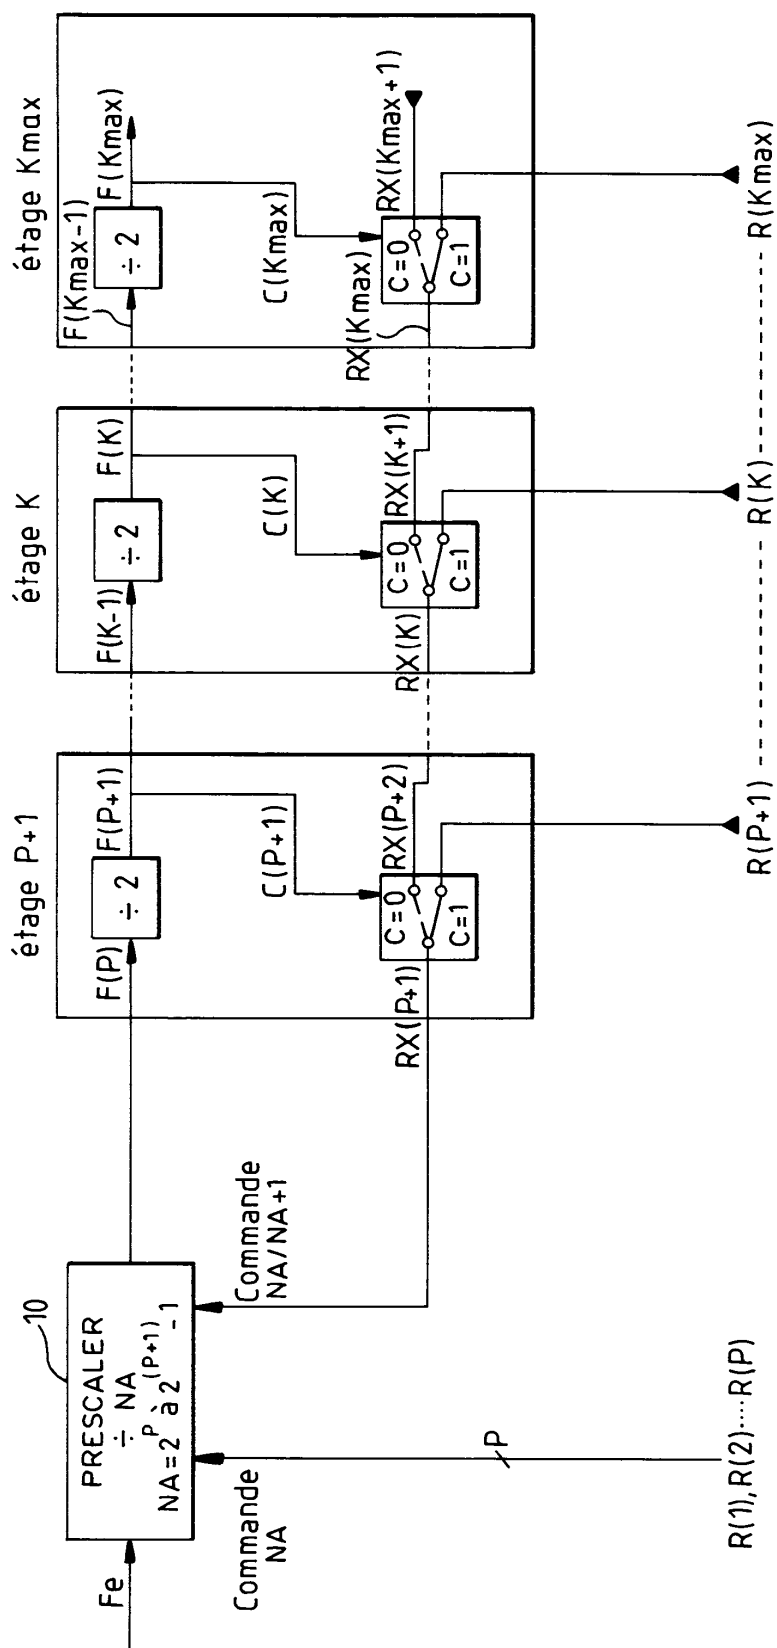 étage P+1
étage K
étage Kmax
10
Fe
PRESCALER
÷ NA
NA=2^P à 2^(P+1) -1
F(P)
÷ 2
F(P+1)
F(K-1)
÷ 2
F(K)
F(Kmax-1)
÷ 2
F(Kmax)
C(P+1)
C(K)
C(Kmax)
Commande
NA
Commande
NA/NA+1
RX(P+1)
C=0
C=1
RX(P+2)
RX(K)
C=0
C=1
RX(K+1)
RX(Kmax)
C=0
C=1
RX(Kmax+1)
P
R(1),R(2)····R(P)
R(P+1) ------ R(K) ------ R(Kmax)